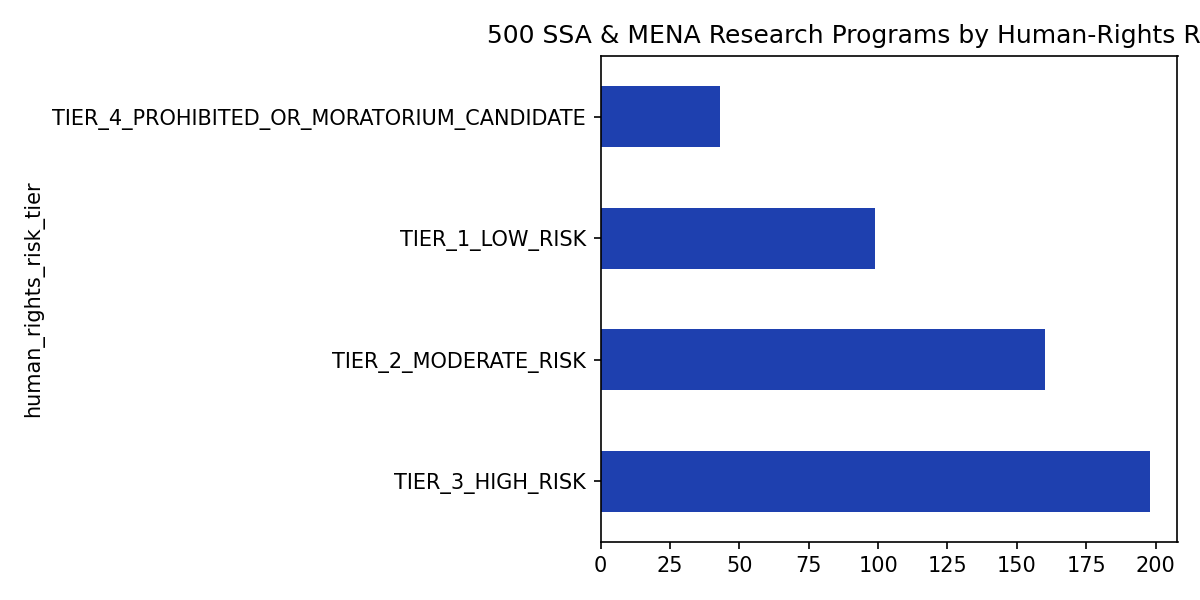 500 SSA & MENA Research Programs by Human-Rights R
TIER_4_PROHIBITED_OR_MORATORIUM_CANDIDATE
TIER_1_LOW_RISK
TIER_2_MODERATE_RISK
TIER_3_HIGH_RISK
human_rights_risk_tier
0 25 50 75 100 125 150 175 200